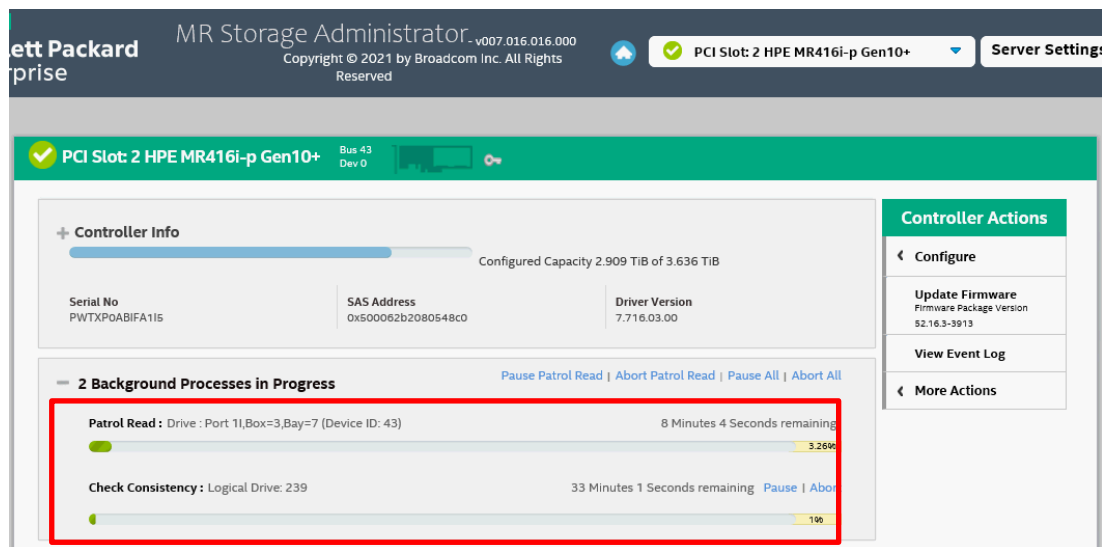 ett Packard
rprise
MR Storage Administrator v007.016.016.000
Copyright © 2021 by Broadcom Inc. All Rights
Reserved
PCI Slot: 2 HPE MR416i-p Gen10+
Server Settings
PCI Slot: 2 HPE MR416i-p Gen10+
Bus 43
Dev 0
Controller Info
Configured Capacity 2.909 TiB of 3.636 TiB
Serial No
PWTXP0ABIFA1I5
SAS Address
0x500062b2080548c0
Driver Version
7.716.03.00
Controller Actions
Configure
Update Firmware
Firmware Package Version
52.16.3-3913
View Event Log
More Actions
2 Background Processes in Progress
Pause Patrol Read | Abort Patrol Read | Pause All | Abort All
Patrol Read : Drive : Port 1I,Box=3,Bay=7 (Device ID: 43)
8 Minutes 4 Seconds remaining
3.26%
Check Consistency : Logical Drive: 239
33 Minutes 1 Seconds remaining Pause | Abor
1%